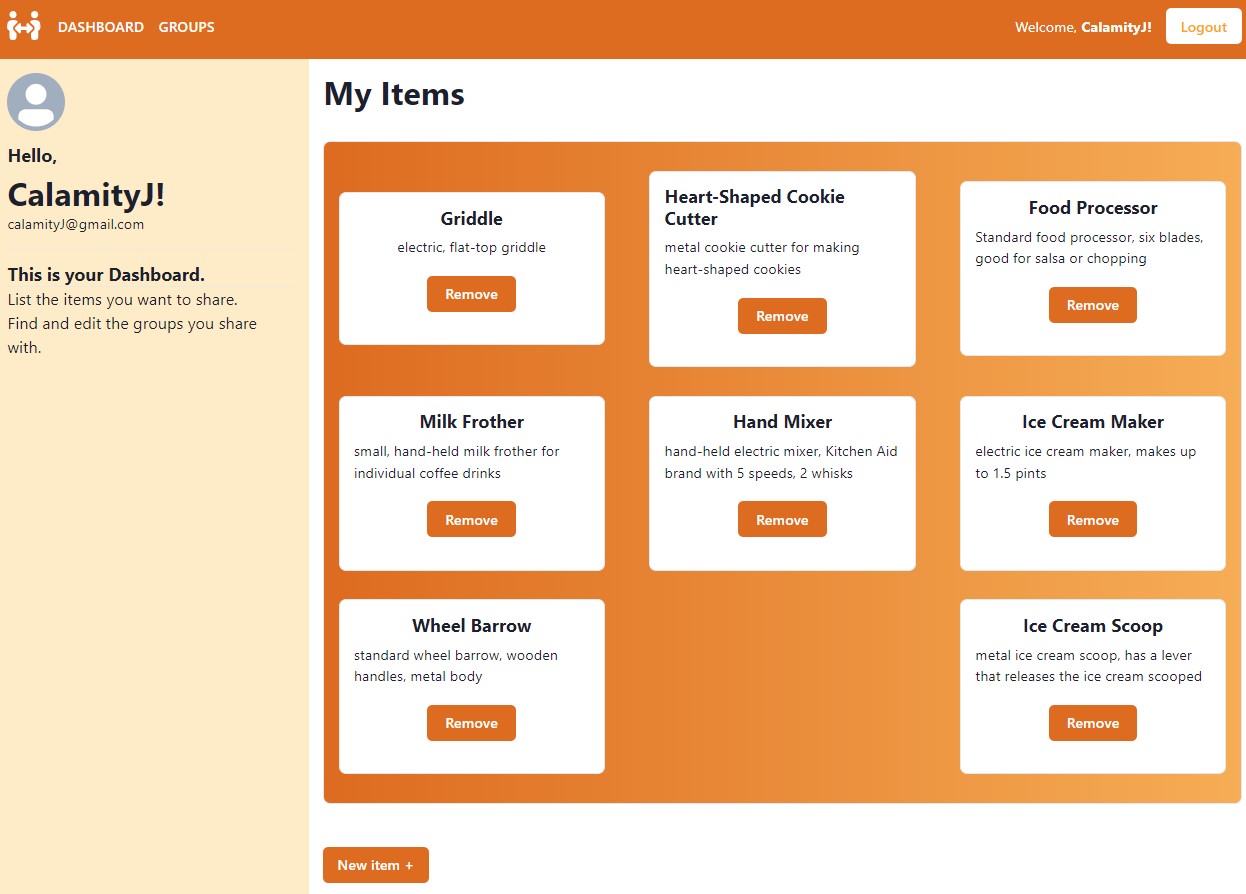 DASHBOARD GROUPS
Welcome, CalamityJ! Logout
Hello,
CalamityJ!
calamityJ@gmail.com
This is your Dashboard.
List the items you want to share.
Find and edit the groups you share
with.
My Items
Griddle
electric, flat-top griddle
Remove
Heart-Shaped Cookie
Cutter
metal cookie cutter for making
heart-shaped cookies
Remove
Food Processor
Standard food processor, six blades,
good for salsa or chopping
Remove
Milk Frother
small, hand-held milk frother for
individual coffee drinks
Remove
Hand Mixer
hand-held electric mixer, Kitchen Aid
brand with 5 speeds, 2 whisks
Remove
Ice Cream Maker
electric ice cream maker, makes up
to 1.5 pints
Remove
Wheel Barrow
standard wheel barrow, wooden
handles, metal body
Remove
Ice Cream Scoop
metal ice cream scoop, has a lever
that releases the ice cream scooped
Remove
New item +